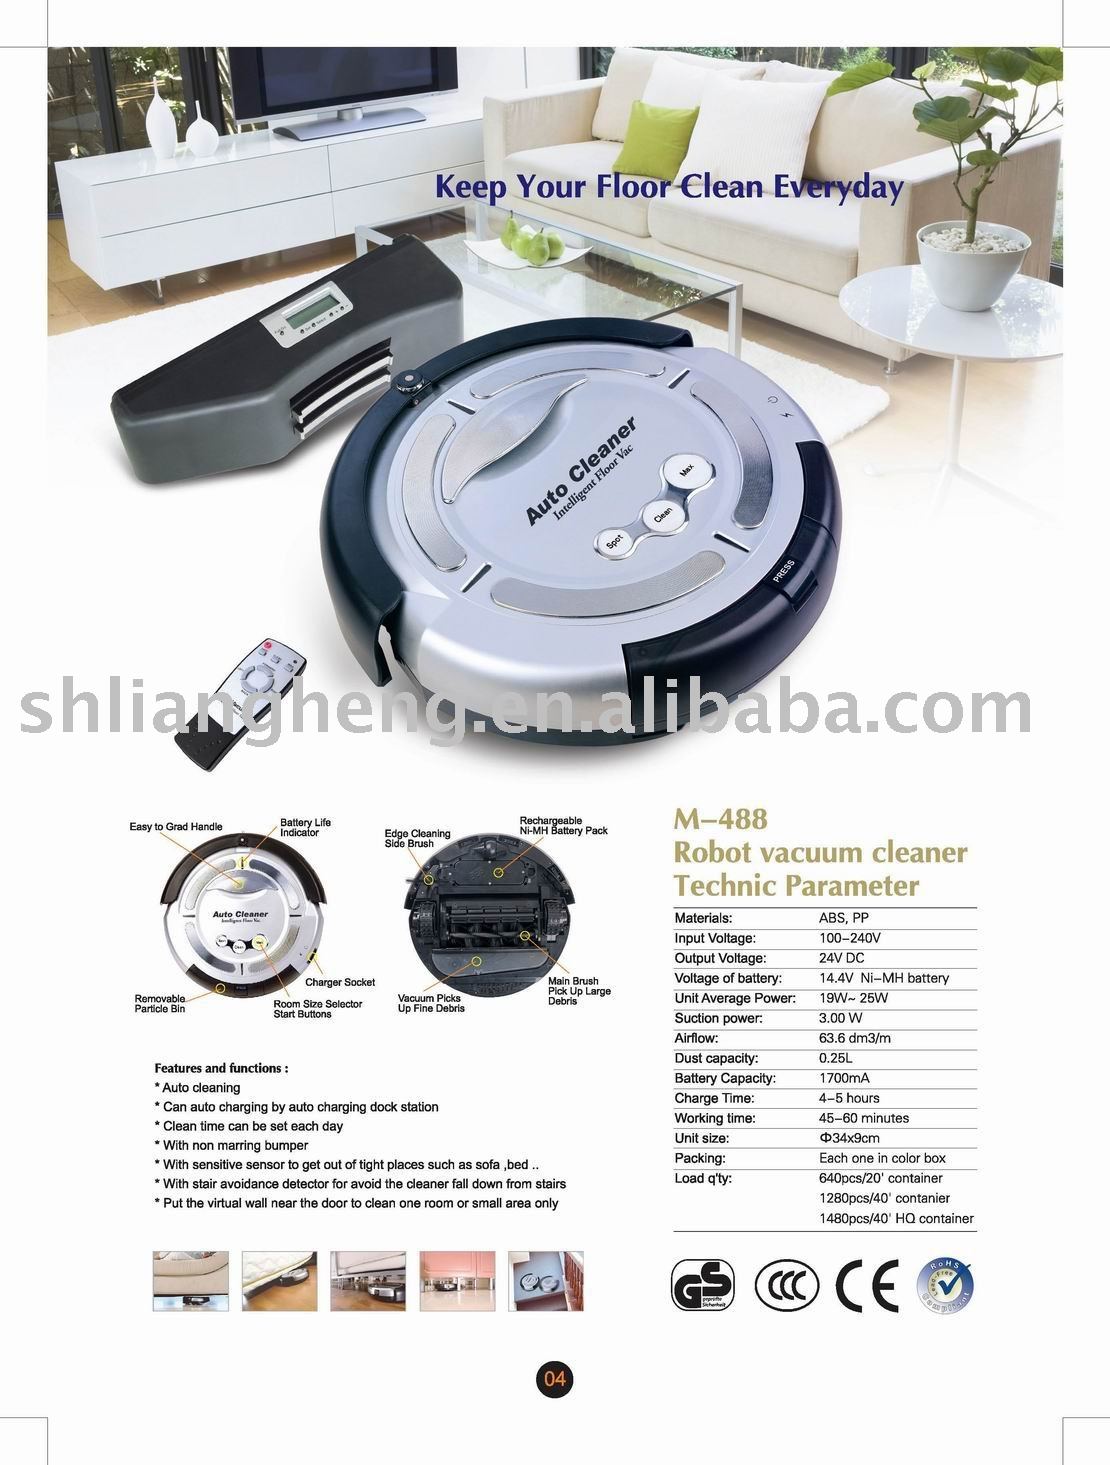 Keep Your Floor Clean Everyday
Auto Cleaner
Intelligent Floor Vac
Max
Clean
Spot
PRESS
shliangheng.en.alibaba.com
Easy to Grad Handle
Battery Life
Indicator
Auto Cleaner
Intelligent Floor Vac.
Charger Socket
Removable
Particle Bin
Room Size Selector
Start Buttons
Edge Cleaning
Side Brush
Rechargeable
Ni-MH Battery Pack
Vacuum Picks
Up Fine Debris
Main Brush
Pick Up Large
Debris
Features and functions :
* Auto cleaning
* Can auto charging by auto charging dock station
* Clean time can be set each day
* With non marring bumper
* With sensitive sensor to get out of tight places such as sofa ,bed ..
* With stair avoidance detector for avoid the cleaner fall down from stairs
* Put the virtual wall near the door to clean one room or small area only
M-488
Robot vacuum cleaner
Technic Parameter
Materials: ABS, PP
Input Voltage: 100-240V
Output Voltage: 24V DC
Voltage of battery: 14.4V Ni-MH battery
Unit Average Power: 19W~ 25W
Suction power: 3.00 W
Airflow: 63.6 dm3/m
Dust capacity: 0.25L
Battery Capacity: 1700mA
Charge Time: 4-5 hours
Working time: 45-60 minutes
Unit size: Φ34x9cm
Packing: Each one in color box
Load q'ty: 640pcs/20' container
1280pcs/40' contanier
1480pcs/40' HQ container
GS
geprüfte
Sicherheit
CCC
CE
RoHS
Lead-Free
Compliant
04